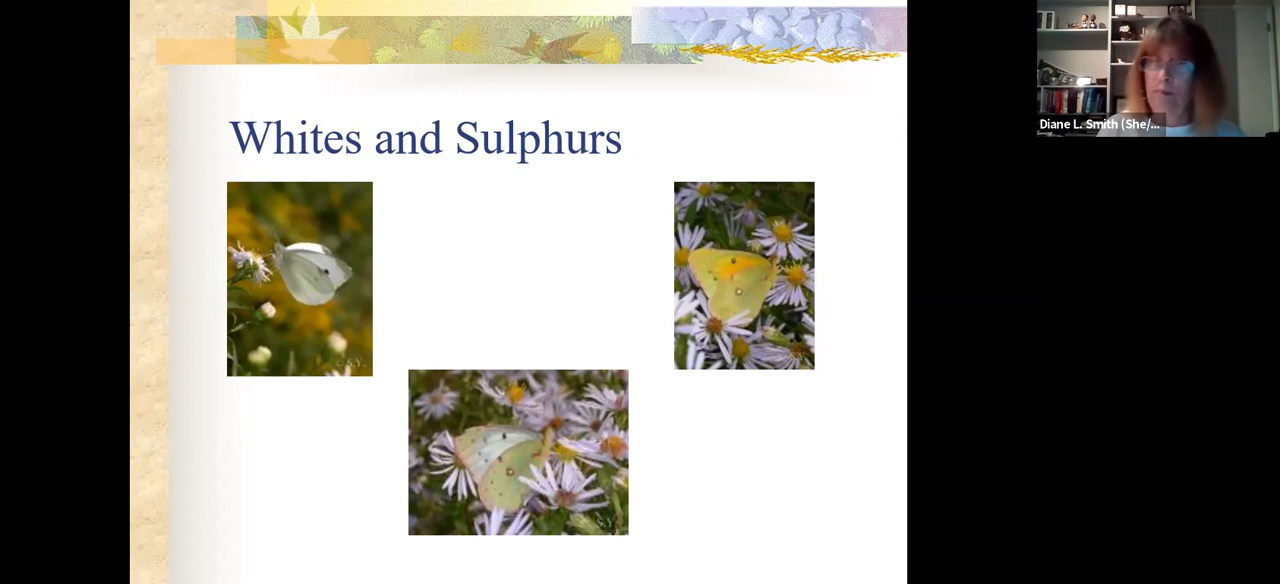 Whites and Sulphurs
Diane L. Smith (She/...
© S.Y.
S.Y.